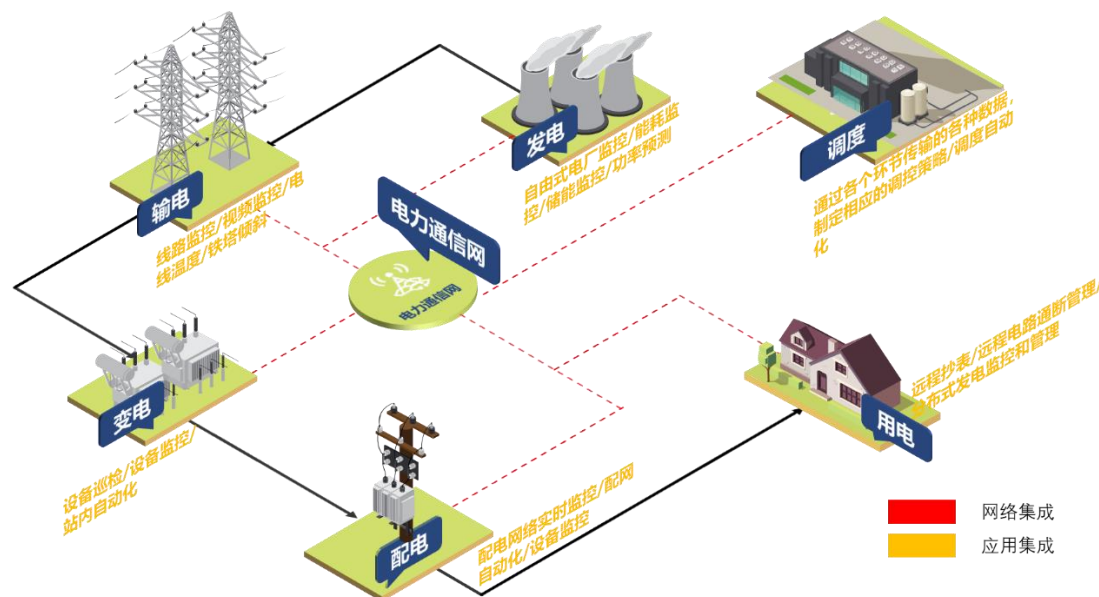 发电
自由式电厂监控/能耗监
控/储能监控/功率预测
调度
通过各个环节传输的各种数据，
制定相应的调控策略/调度自动
化
输电
线路监控/视频监控/电
线温度/铁塔倾斜
电力通信网
电力通信网
变电
设备巡检/设备监控/
站内自动化
配电
配电网络实时监控/配网
自动化/设备监控
用电
远程抄表/远程电路通断管理/
分布式发电监控和管理
网络集成
应用集成